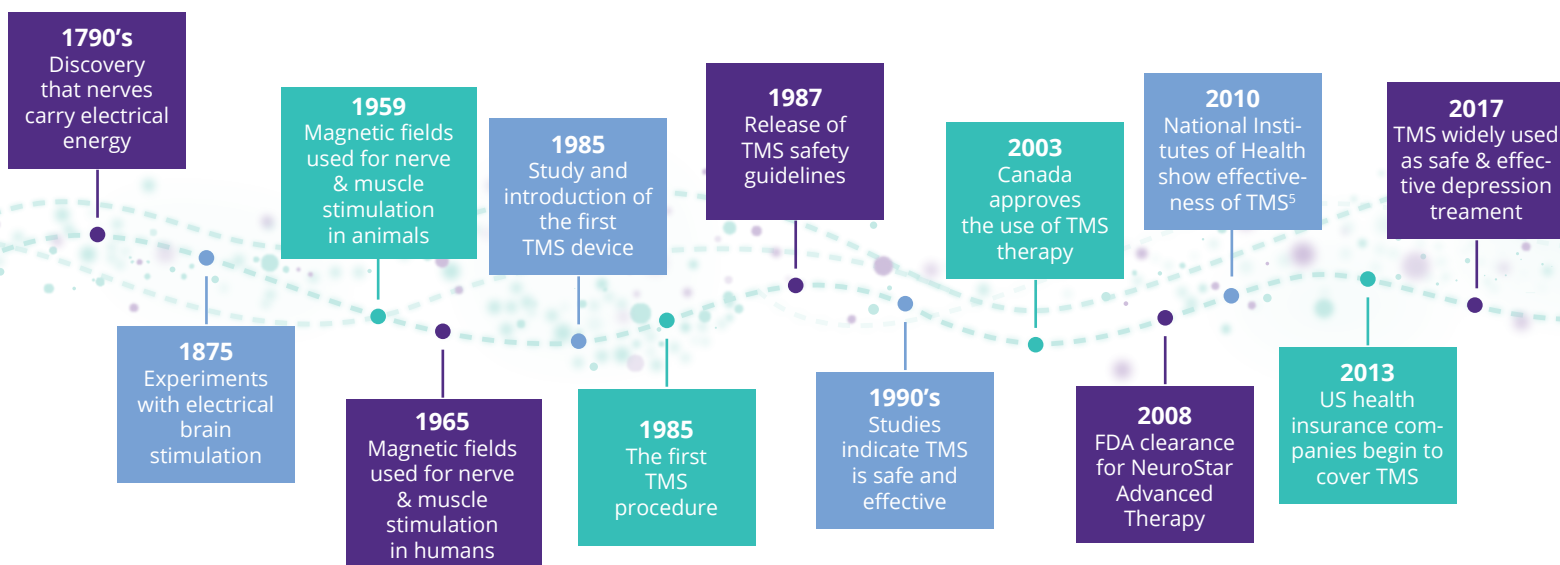 1790's
Discovery
that nerves
carry electrical
energy
1875
Experiments
with electrical
brain
stimulation
1959
Magnetic fields
used for nerve
& muscle
stimulation
in animals
1965
Magnetic fields
used for nerve
& muscle
stimulation
in humans
1985
Study and
introduction of
the first
TMS device
1985
The first
TMS
procedure
1987
Release of
TMS safety
guidelines
1990's
Studies
indicate TMS
is safe and
effective
2003
Canada
approves
the use of TMS
therapy
2008
FDA clearance
for NeuroStar
Advanced
Therapy
2010
National Insti-
tutes of Health
show effective-
ness of TMS⁵
2013
US health
insurance com-
panies begin to
cover TMS
2017
TMS widely used
as safe & effec-
tive depression
treament